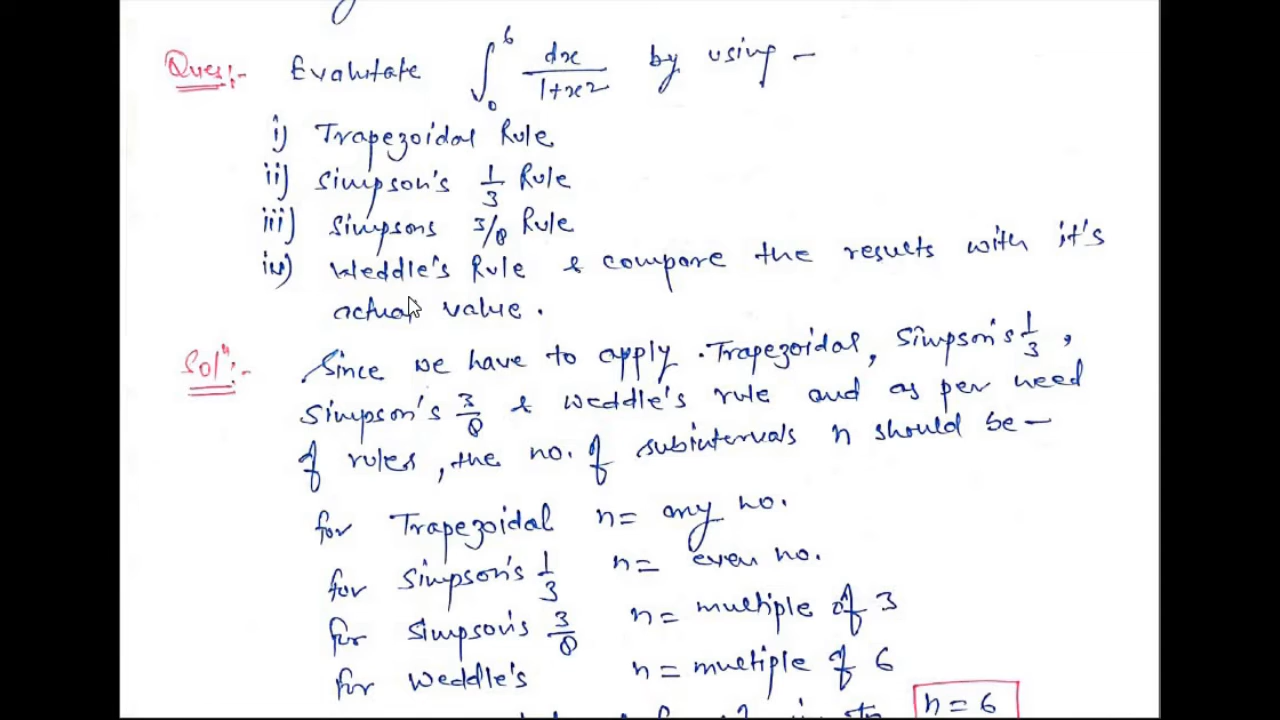 Ques:- Evalutate ∫₀⁶ dx/(1+x²) by using –
i) Trapezoidal Rule
ii) Simpson's 1/3 Rule
iii) Simpsons 3/8 Rule
iv) Weddle's Rule & compare the results with it's
actual value.
Solⁿ:- Since we have to apply Trapezoidal, Simpson's 1/3,
Simpson's 3/8 & Weddle's rule and as per need
of rules, the no. of subintervals n should be –
for Trapezoidal n = any no.
for Simpson's 1/3 n = even no.
for Simpson's 3/8 n = multiple of 3
for Weddle's n = multiple of 6
n = 6